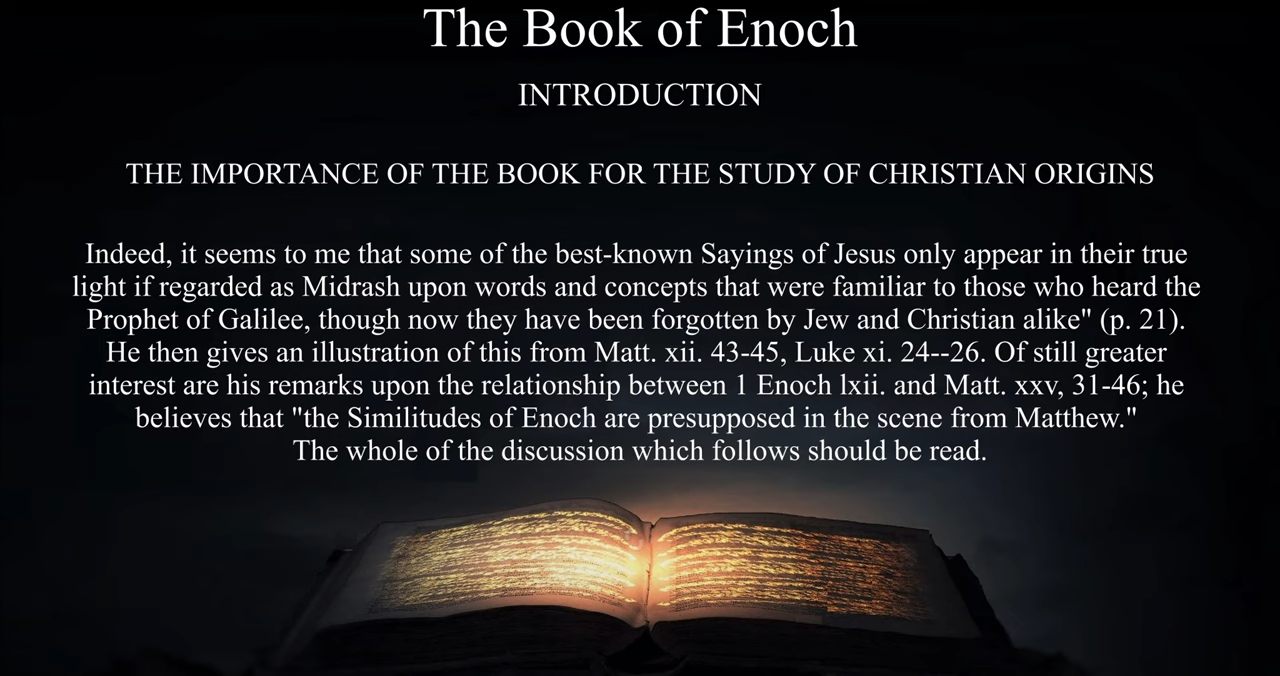 The Book of Enoch
INTRODUCTION
THE IMPORTANCE OF THE BOOK FOR THE STUDY OF CHRISTIAN ORIGINS
Indeed, it seems to me that some of the best-known Sayings of Jesus only appear in their true
light if regarded as Midrash upon words and concepts that were familiar to those who heard the
Prophet of Galilee, though now they have been forgotten by Jew and Christian alike" (p. 21).
He then gives an illustration of this from Matt. xii. 43-45, Luke xi. 24--26. Of still greater
interest are his remarks upon the relationship between 1 Enoch lxii. and Matt. xxv, 31-46; he
believes that "the Similitudes of Enoch are presupposed in the scene from Matthew."
The whole of the discussion which follows should be read.